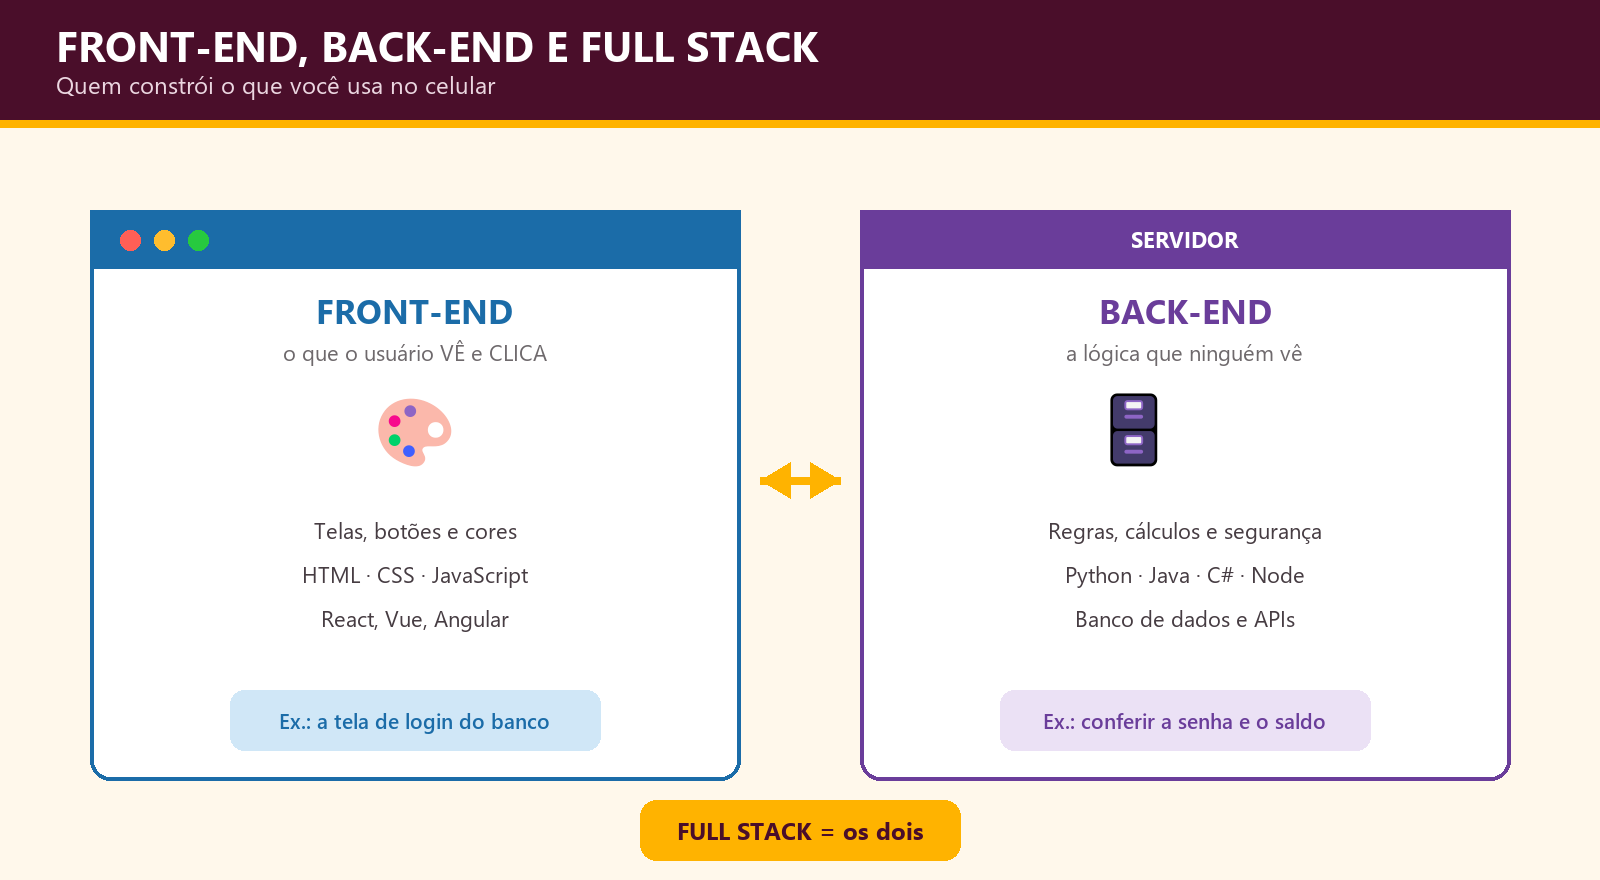 FRONT-END, BACK-END E FULL STACK
Quem constrói o que você usa no celular
FRONT-END
o que o usuário VÊ e CLICA
Telas, botões e cores
HTML · CSS · JavaScript
React, Vue, Angular
Ex.: a tela de login do banco
SERVIDOR
BACK-END
a lógica que ninguém vê
Regras, cálculos e segurança
Python · Java · C# · Node
Banco de dados e APIs
Ex.: conferir a senha e o saldo
FULL STACK = os dois